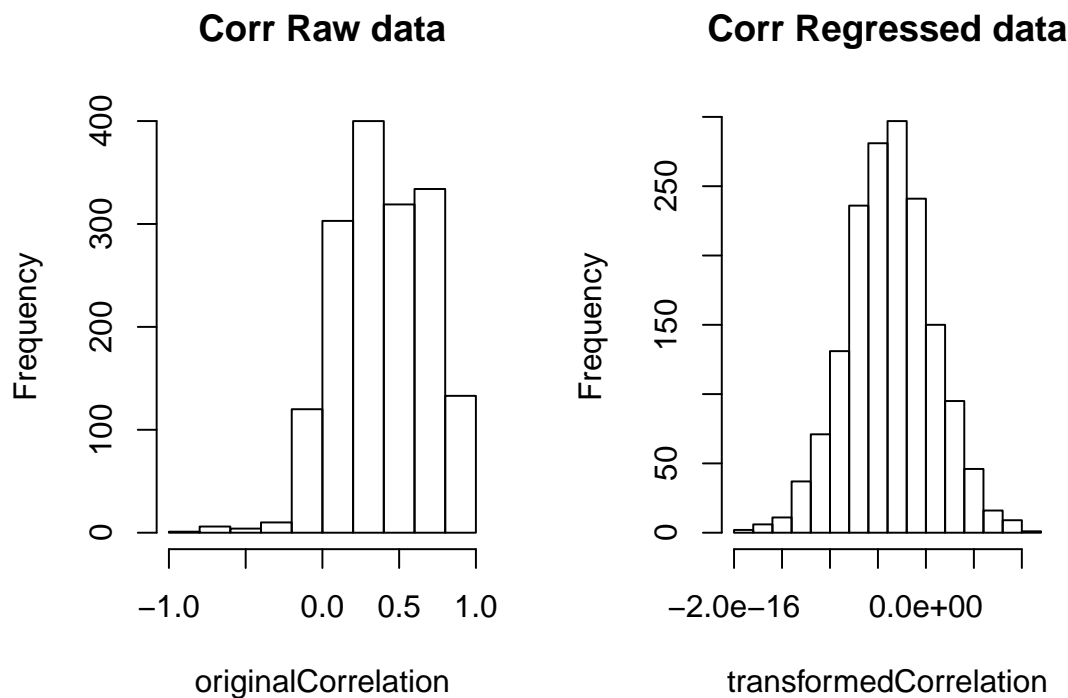 Corr Raw data
Frequency
400
300
200
100
0
−1.0 0.0 0.5 1.0
originalCorrelation
Corr Regressed data
Frequency
250
150
50
0
−2.0e−16 0.0e+00
transformedCorrelation